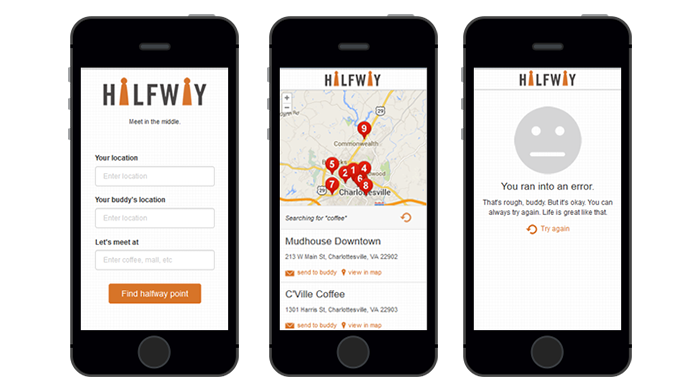 HALFWAY
Meet in the middle.
Your location
Enter location
Your buddy's location
Enter location
Let's meet at
Enter coffee, mall, etc
Find halfway point
HALFWAY
+
−
29
9
Commonwealth
5
2
1
4
6
7
8
29
Charlottesville
Searching for "coffee"
Mudhouse Downtown
213 W Main St, Charlottesville, VA 22902
send to buddy view in map
C'Ville Coffee
1301 Harris St, Charlottesville, VA 22903
send to buddy view in map
HALFWAY
You ran into an error.
That's rough, buddy. But it's okay. You can
always try again. Life is great like that.
Try again